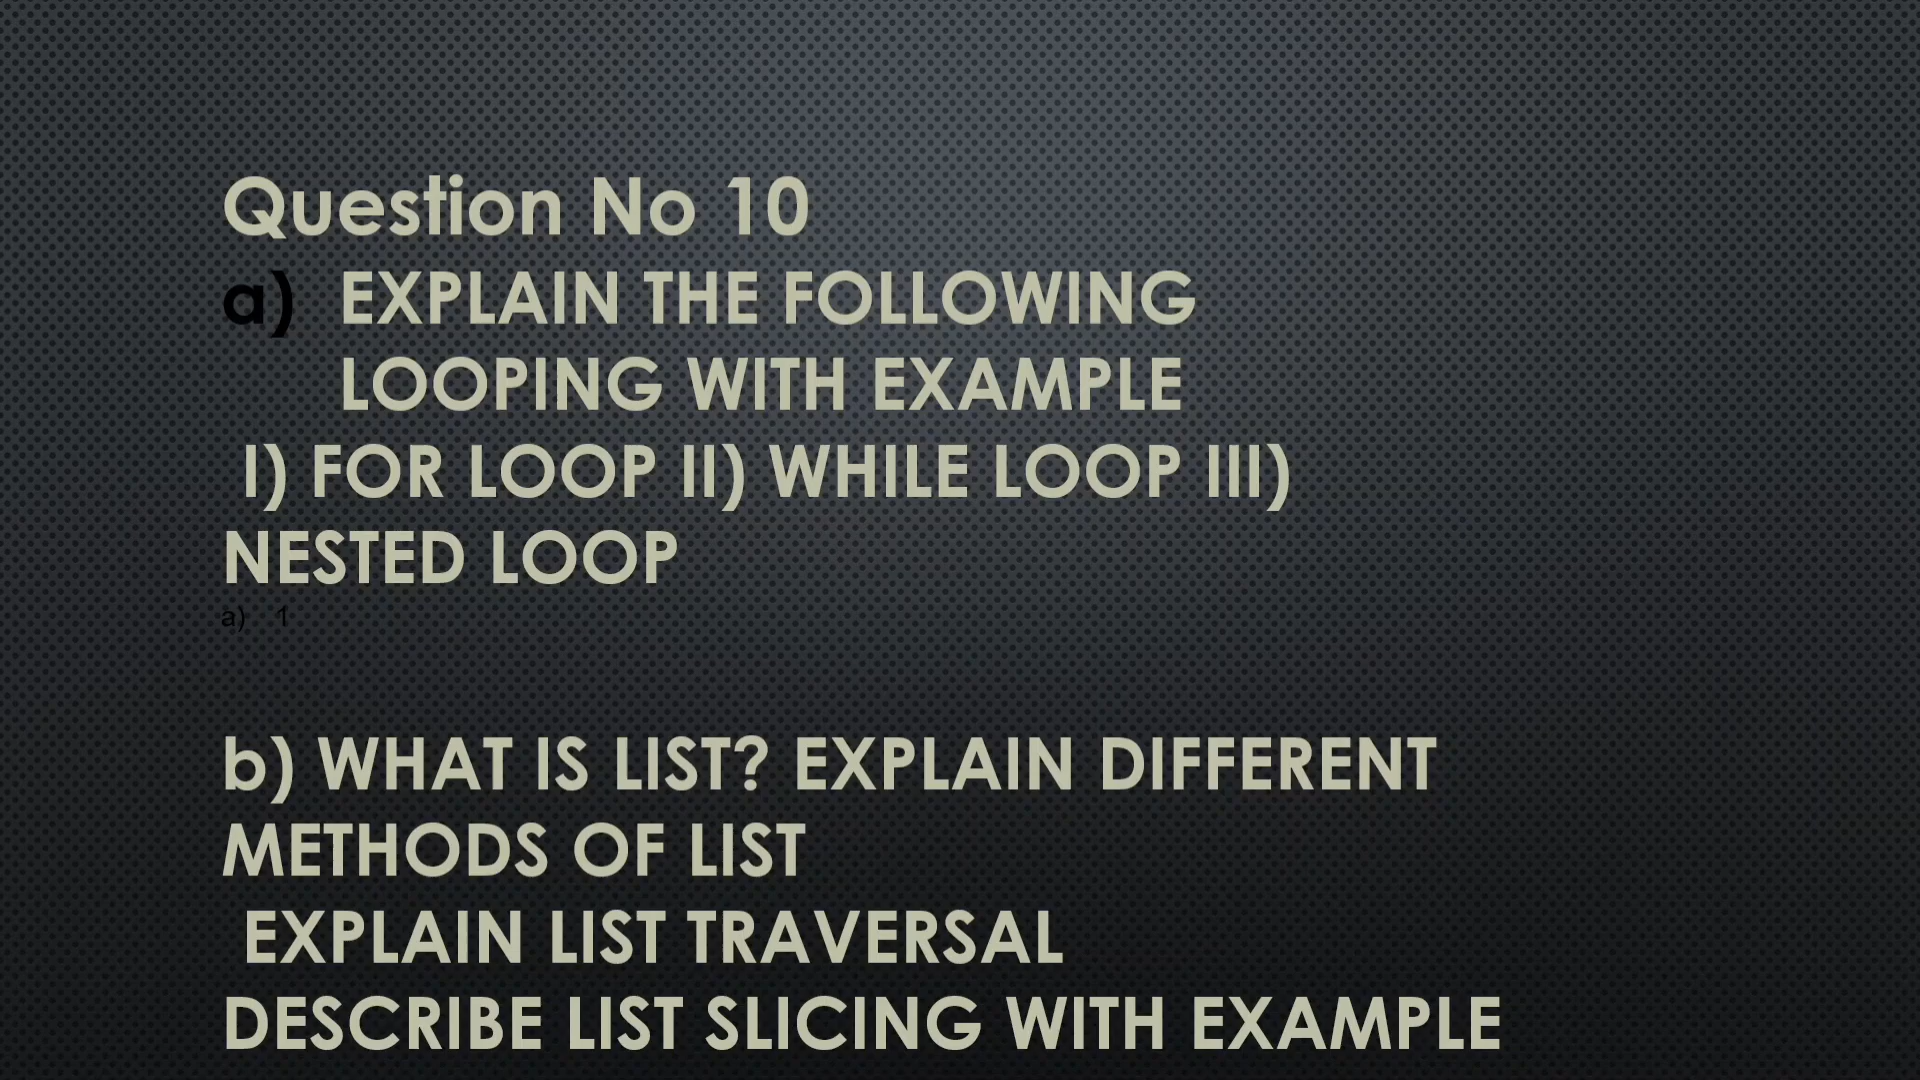 Question No 10
a) EXPLAIN THE FOLLOWING
LOOPING WITH EXAMPLE
I) FOR LOOP II) WHILE LOOP III)
NESTED LOOP
a) 1
b) WHAT IS LIST? EXPLAIN DIFFERENT
METHODS OF LIST
EXPLAIN LIST TRAVERSAL
DESCRIBE LIST SLICING WITH EXAMPLE